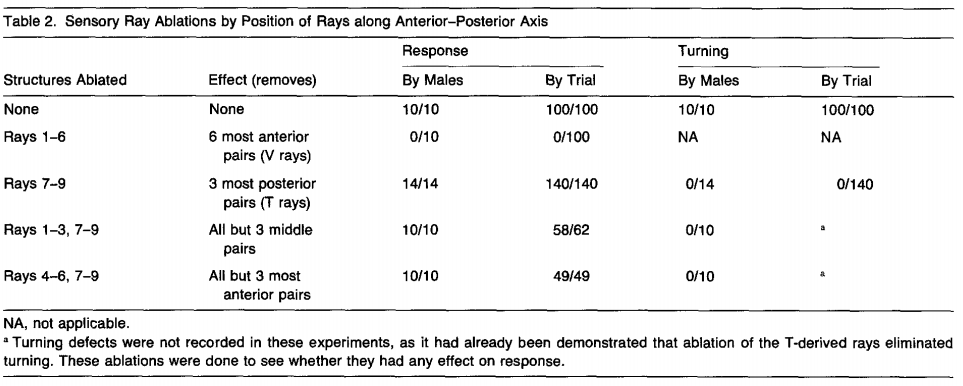 Table 2. Sensory Ray Ablations by Position of Rays along Anterior–Posterior Axis
Response Turning
Structures Ablated Effect (removes) By Males By Trial By Males By Trial
None None 10/10 100/100 10/10 100/100
Rays 1–6 6 most anterior 0/10 0/100 NA NA
pairs (V rays)
Rays 7–9 3 most posterior 14/14 140/140 0/14 0/140
pairs (T rays)
Rays 1–3, 7–9 All but 3 middle 10/10 58/62 0/10 a
pairs
Rays 4–6, 7–9 All but 3 most 10/10 49/49 0/10 a
anterior pairs
NA, not applicable.
a Turning defects were not recorded in these experiments, as it had already been demonstrated that ablation of the T-derived rays eliminated
turning. These ablations were done to see whether they had any effect on response.